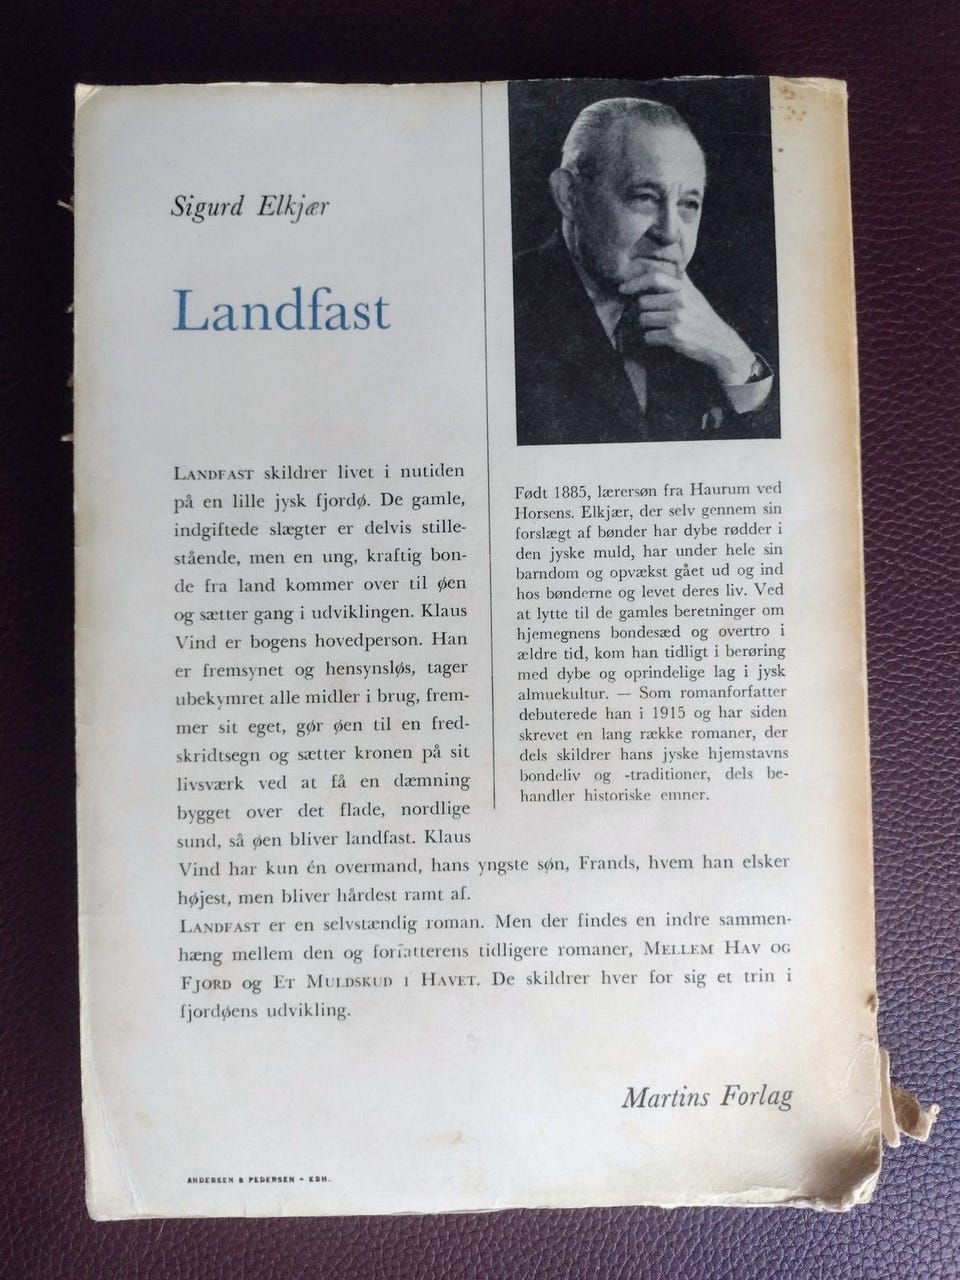 Sigurd Elkjær
Landfast
LANDFAST skildrer livet i nutiden
på en lille jysk fjordø. De gamle,
indgiftede slægter er delvis stille-
stående, men en ung, kraftig bon-
de fra land kommer over til øen
og sætter gang i udviklingen. Klaus
Vind er bogens hovedperson. Han
er fremsynet og hensynsløs, tager
ubekymret alle midler i brug, frem-
mer sit eget, gør øen til en fred-
skridtsegn og sætter kronen på sit
livsværk ved at få en dæmning
bygget over det flade, nordlige
sund, så øen bliver landfast. Klaus
Vind har kun én overmand, hans yngste søn, Frands, hvem han elsker
højest, men bliver hårdest ramt af.
LANDFAST er en selvstændig roman. Men der findes en indre sammen-
hæng mellem den og forfatterens tidligere romaner, MELLEM HAV OG
FJORD og ET MULDSKUD I HAVET. De skildrer hver for sig et trin i
fjordøens udvikling.
Født 1885, lærersøn fra Haurum ved
Horsens. Elkjær, der selv gennem sin
forslægt af bønder har dybe rødder i
den jyske muld, har under hele sin
barndom og opvækst gået ud og ind
hos bønderne og levet deres liv. Ved
at lytte til de gamles beretninger om
hjemegnens bondesæd og overtro i
ældre tid, kom han tidligt i berøring
med dybe og oprindelige lag i jysk
almuekultur. — Som romanforfatter
debuterede han i 1915 og har siden
skrevet en lang række romaner, der
dels skildrer hans jyske hjemstavns
bondeliv og -traditioner, dels be-
handler historiske emner.
Martins Forlag
ANDERSEN & PEDERSEN - KBH.